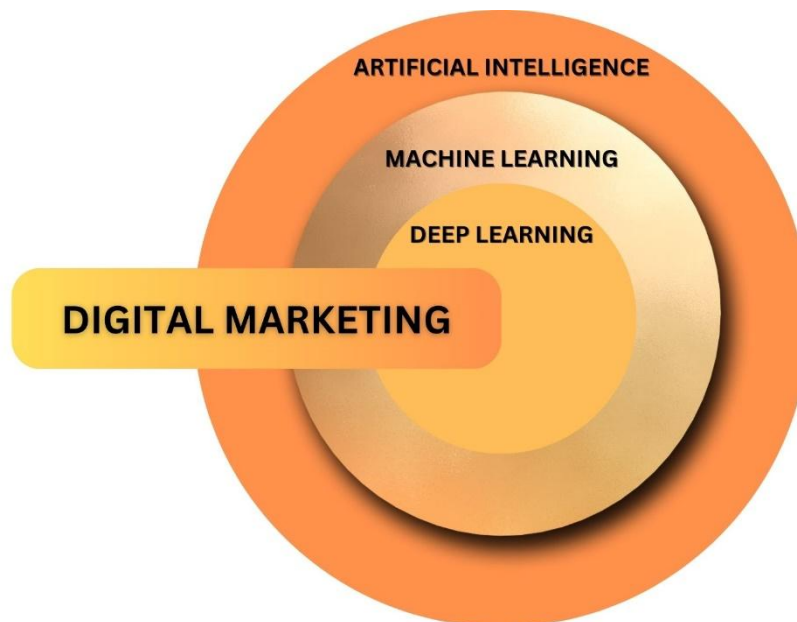 ARTIFICIAL INTELLIGENCE
MACHINE LEARNING
DEEP LEARNING
DIGITAL MARKETING